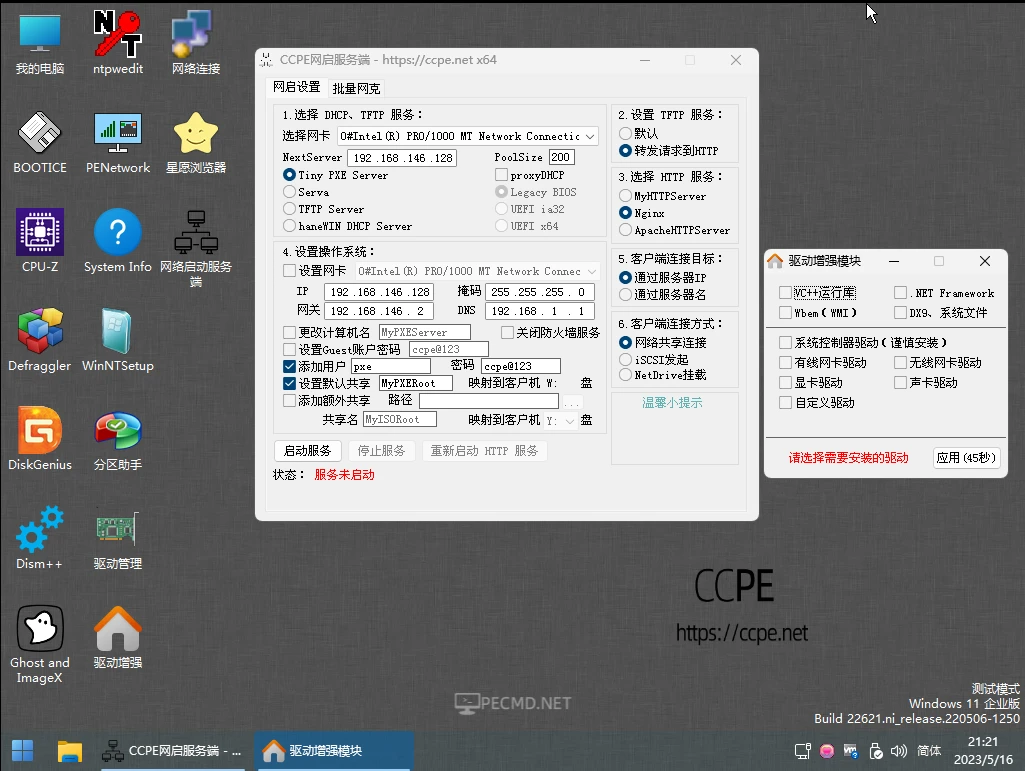 我的电脑
ntpwedit
网络连接
BOOTICE
PENetwork
星愿浏览器
CPU-Z
System Info
网络启动服务
端
Defraggler
WinNTSetup
DiskGenius
分区助手
Dism++
驱动管理
Ghost and
ImageX
驱动增强
CCPE网启服务端 - https://ccpe.net x64
网启设置
批量网克
1.选择 DHCP、TFTP 服务：
选择网卡
0#Intel(R) PRO/1000 MT Network Connectic
NextServer
192 .168 .146 .128
PoolSize
200
Tiny PXE Server
proxyDHCP
Serva
Legacy BIOS
TFTP Server
UEFI ia32
haneWIN DHCP Server
UEFI x64
2.设置 TFTP 服务：
默认
转发请求到HTTP
3.选择 HTTP 服务：
MyHTTPServer
Nginx
ApacheHTTPServer
4.设置操作系统：
设置网卡
0#Intel(R) PRO/1000 MT Network Connec
IP
192 .168 .146 .128
掩码
255 .255 .255 . 0
网关
192 .168 .146 . 2
DNS
192 .168 . 1 . 1
更改计算机名
MyPXEServer
关闭防火墙服务
设置Guest账户密码
ccpe@123
添加用户
pxe
密码
ccpe@123
设置默认共享
MyPXERoot
映射到客户机 W:
盘
添加额外共享
路径
...
共享名
MyISORoot
映射到客户机
Y:
盘
5.客户端连接目标：
通过服务器IP
通过服务器名
6.客户端连接方式：
网络共享连接
iSCSI发起
NetDrive挂载
温馨小提示
启动服务
停止服务
重新启动 HTTP 服务
状态：
服务未启动
驱动增强模块
VC++运行库
.NET Framework
Wbem(WMI)
DX9、系统文件
系统控制器驱动(谨慎安装)
有线网卡驱动
无线网卡驱动
显卡驱动
声卡驱动
自定义驱动
请选择需要安装的驱动
应用(45秒)
CCPE
https://ccpe.net
PECMD.NET
测试模式
Windows 11 企业版
Build 22621.ni_release.220506-1250
CCPE网启服务端 - ...
驱动增强模块
简体
21:21
2023/5/16